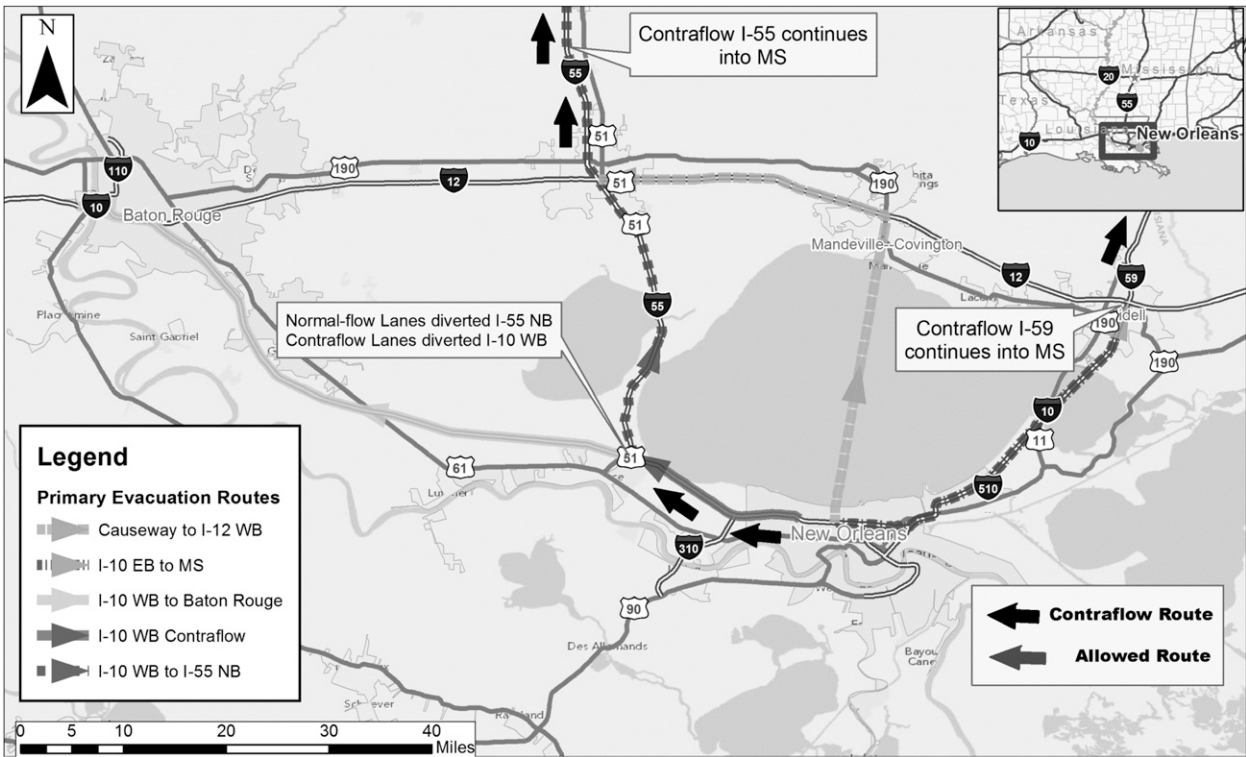 N
Contraflow I-55 continues
into MS
Arkansas
Mississippi
Texas
Louisiana
New Orleans
20
55
10
55
51
110
190
12
51
190
10
Baton Rouge
51
Mandeville--Covington
12
59
55
Lacom
190
Contraflow I-59
continues into MS
Normal-flow Lanes diverted I-55 NB
Contraflow Lanes diverted I-10 WB
Saint Gabriel
190
10
11
51
61
510
New Orleans
310
90
Des Allemands
Bayou
Cane
Legend
Primary Evacuation Routes
Causeway to I-12 WB
I-10 EB to MS
I-10 WB to Baton Rouge
I-10 WB Contraflow
I-10 WB to I-55 NB
Contraflow Route
Allowed Route
0 5 10 20 30 40
Miles